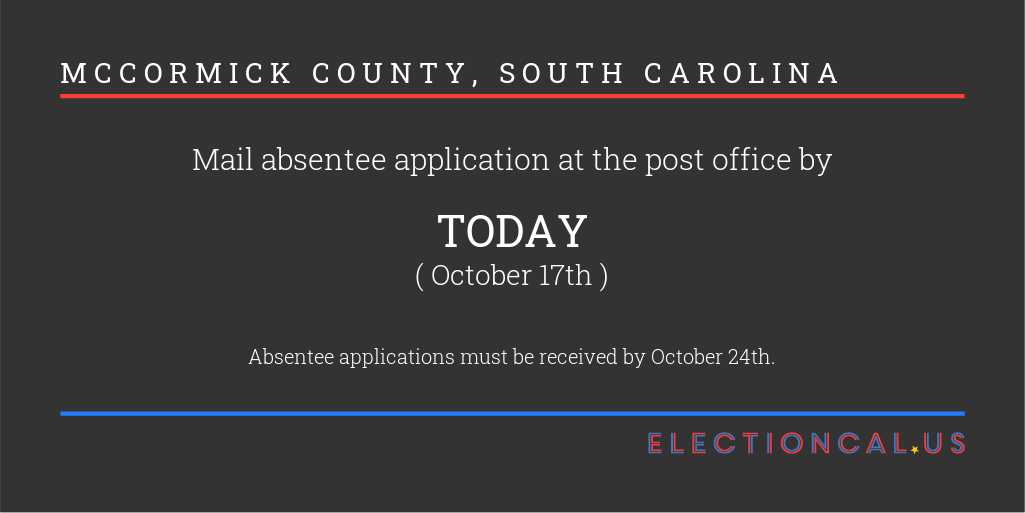 MCCORMICK COUNTY, SOUTH CAROLINA
Mail absentee application at the post office by
TODAY
( October 17th )
Absentee applications must be received by October 24th.
ELECTIONCAL.US